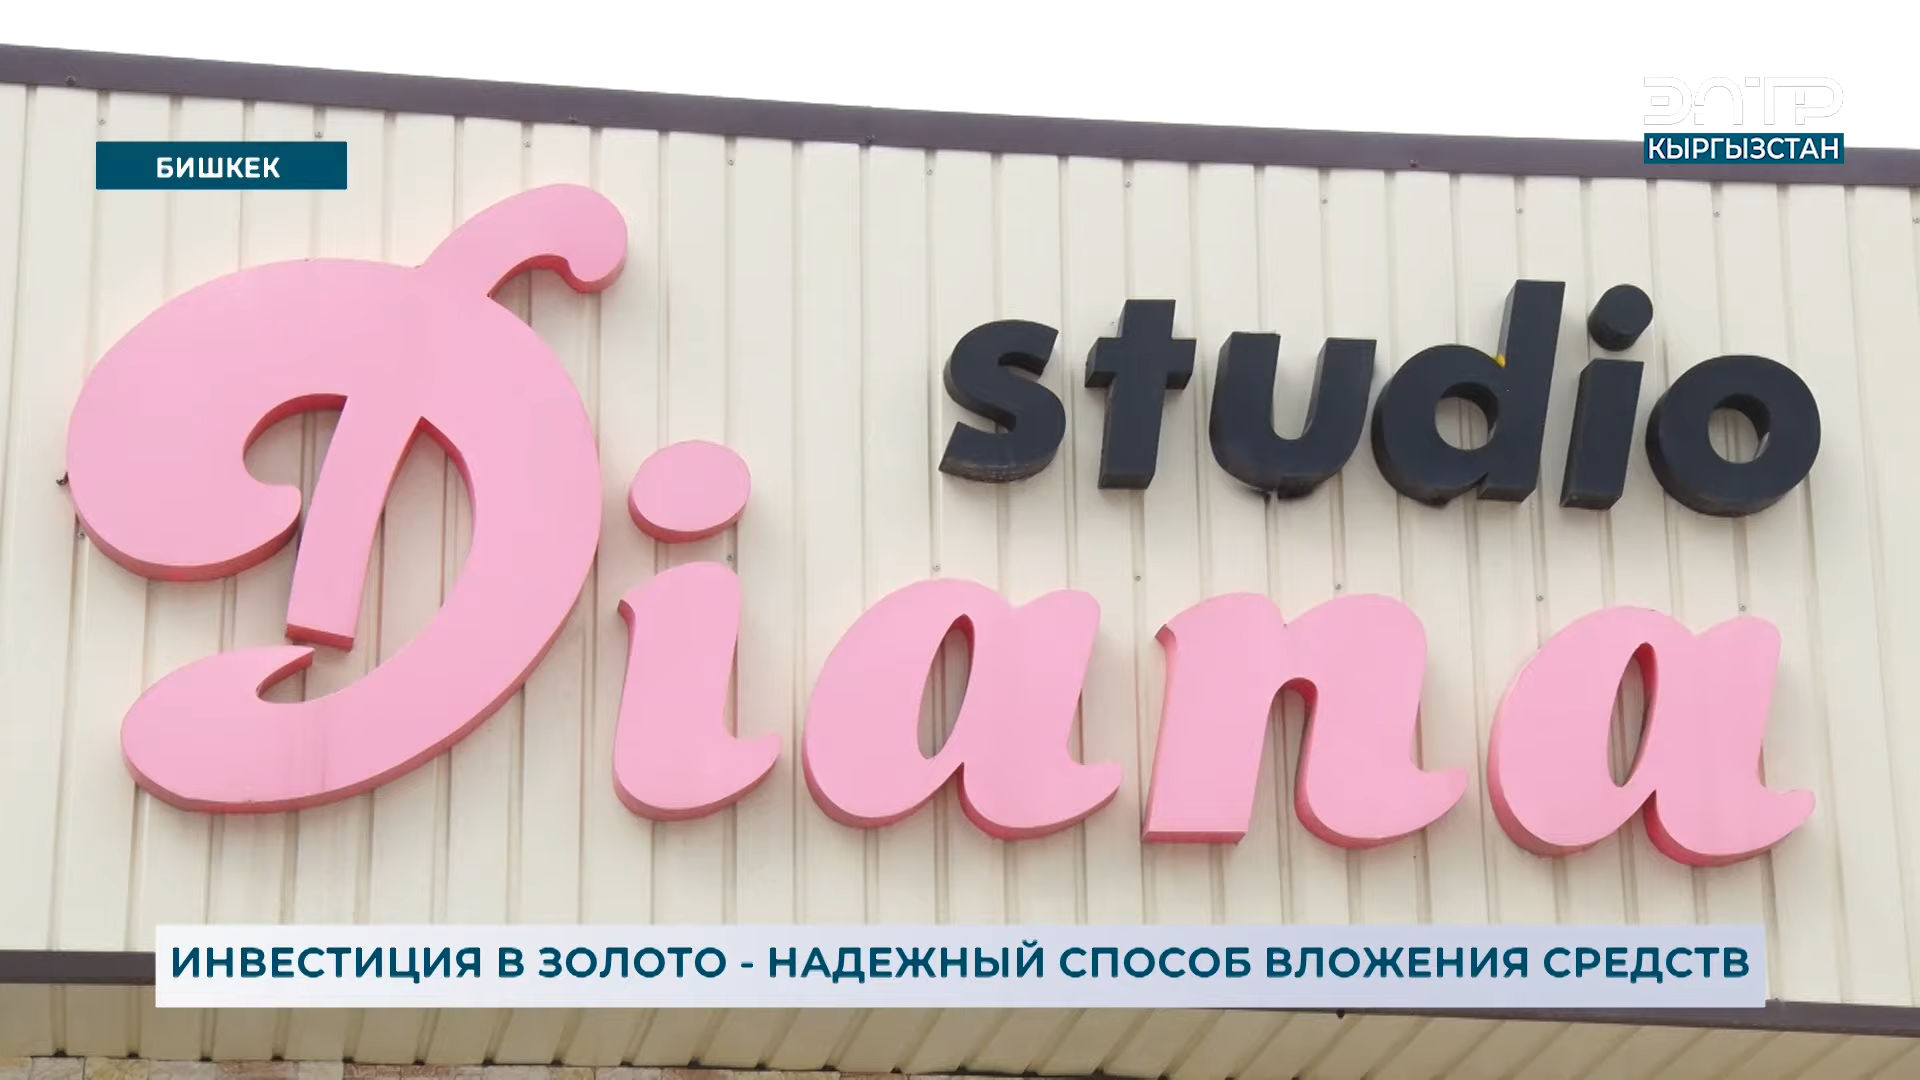 ЭЛТР
КЫРГЫЗСТАН
БИШКЕК
studio
Diana
ИНВЕСТИЦИЯ В ЗОЛОТО - НАДЕЖНЫЙ СПОСОБ ВЛОЖЕНИЯ СРЕДСТВ